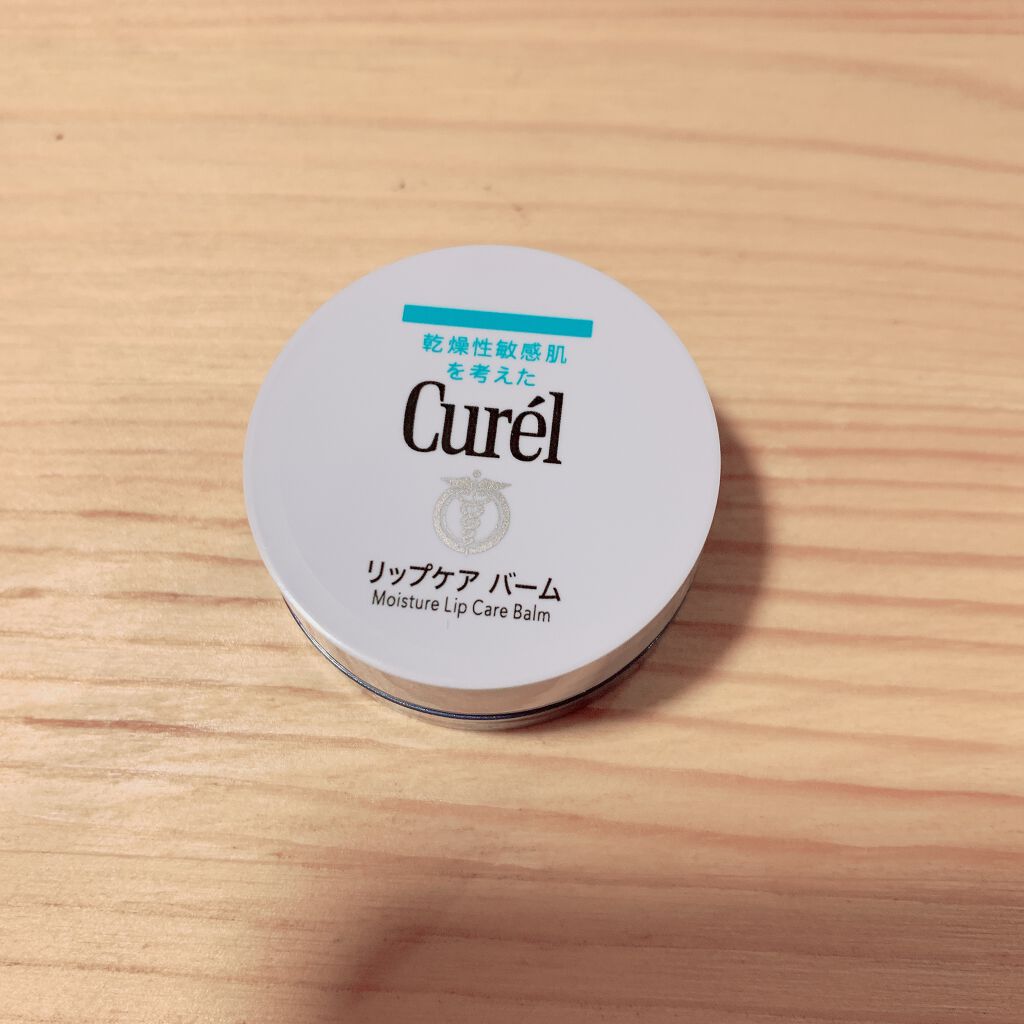 乾燥性敏感肌
を考えた
Curél
リップケア バーム
Moisture Lip Care Balm